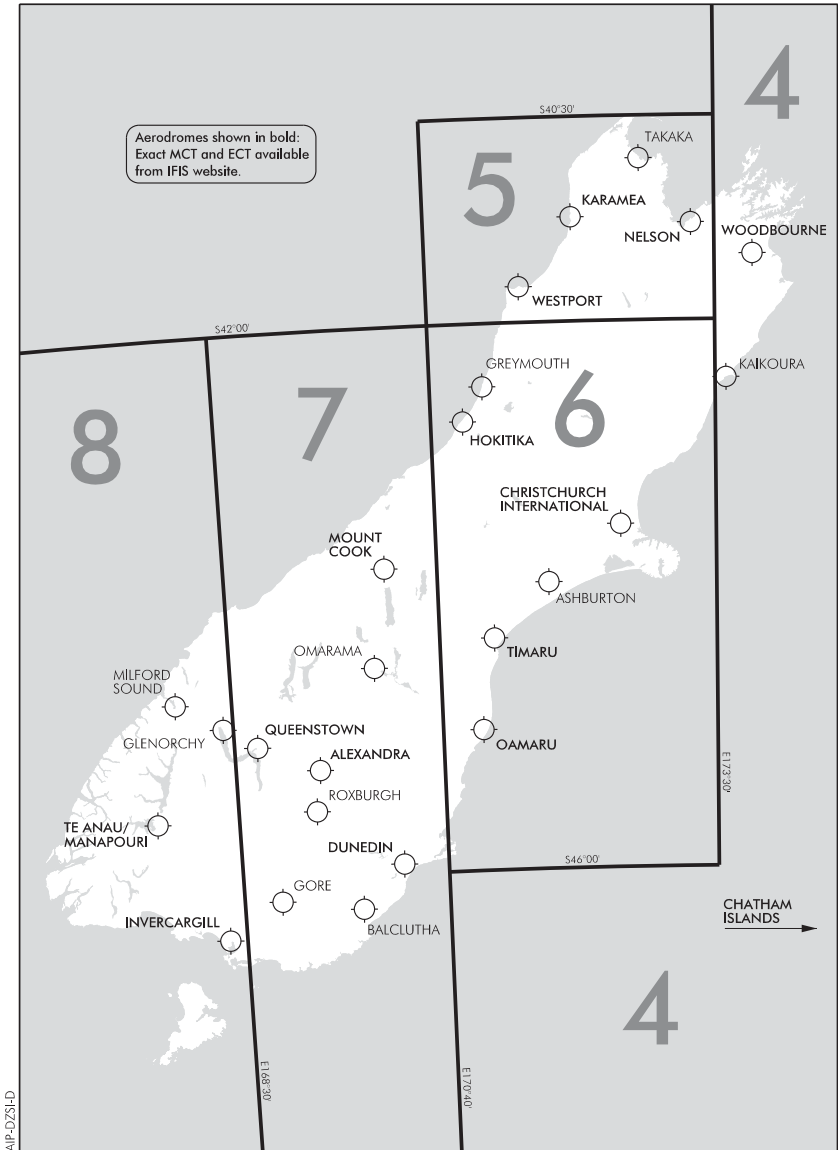 4
S40°30'
Aerodromes shown in bold:
Exact MCT and ECT available
from IFIS website.
TAKAKA
5
KARAMEA
NELSON
WOODBOURNE
WESTPORT
S42°00'
GREYMOUTH
KAIKOURA
7
6
8
HOKITIKA
CHRISTCHURCH
INTERNATIONAL
MOUNT
COOK
ASHBURTON
TIMARU
OMARAMA
MILFORD
SOUND
GLENORCHY
QUEENSTOWN
OAMARU
ALEXANDRA
E173°30'
ROXBURGH
TE ANAU/
MANAPOURI
DUNEDIN
S46°00'
GORE
CHATHAM
ISLANDS
INVERCARGILL
BALCLUTHA
4
E168°30'
E170°40'
AIP-DZSI-D